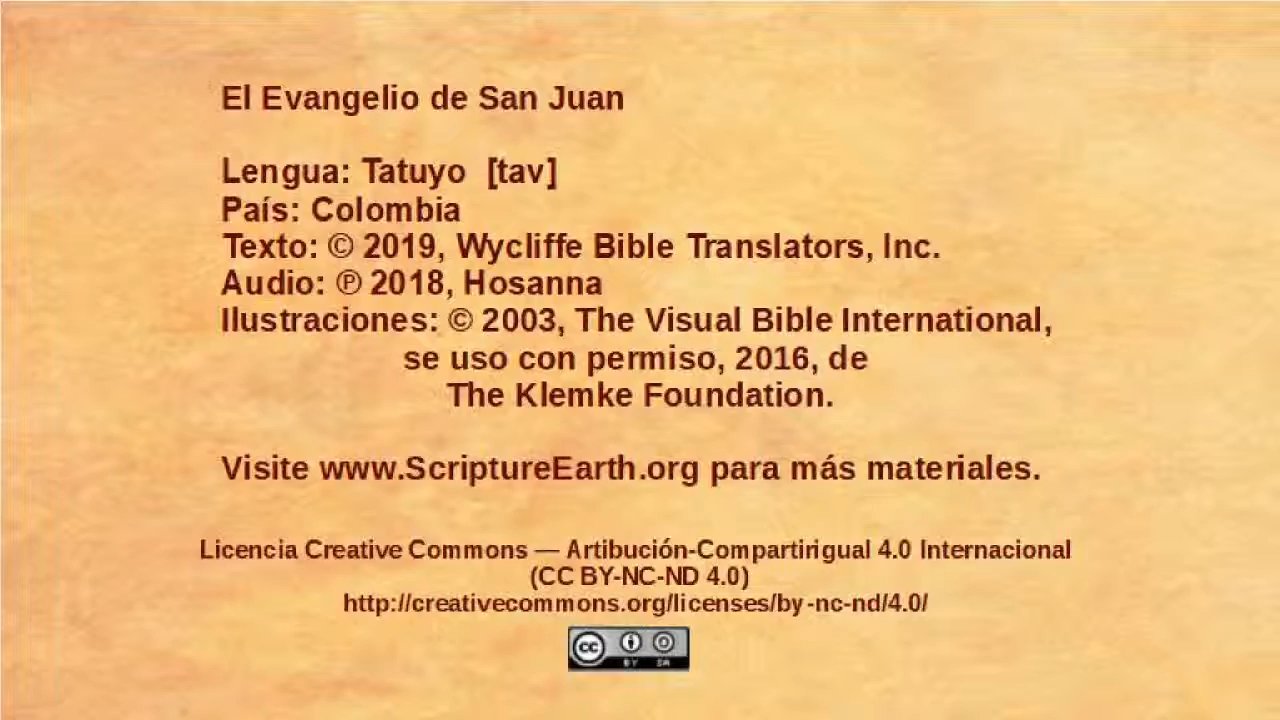 El Evangelio de San Juan
Lengua: Tatuyo [tav]
País: Colombia
Texto: © 2019, Wycliffe Bible Translators, Inc.
Audio: ℗ 2018, Hosanna
Ilustraciones: © 2003, The Visual Bible International,
se uso con permiso, 2016, de
The Klemke Foundation.
Visite www.ScriptureEarth.org para más materiales.
Licencia Creative Commons — Artibución-Compartirigual 4.0 Internacional
(CC BY-NC-ND 4.0)
http://creativecommons.org/licenses/by-nc-nd/4.0/
cc BY SA